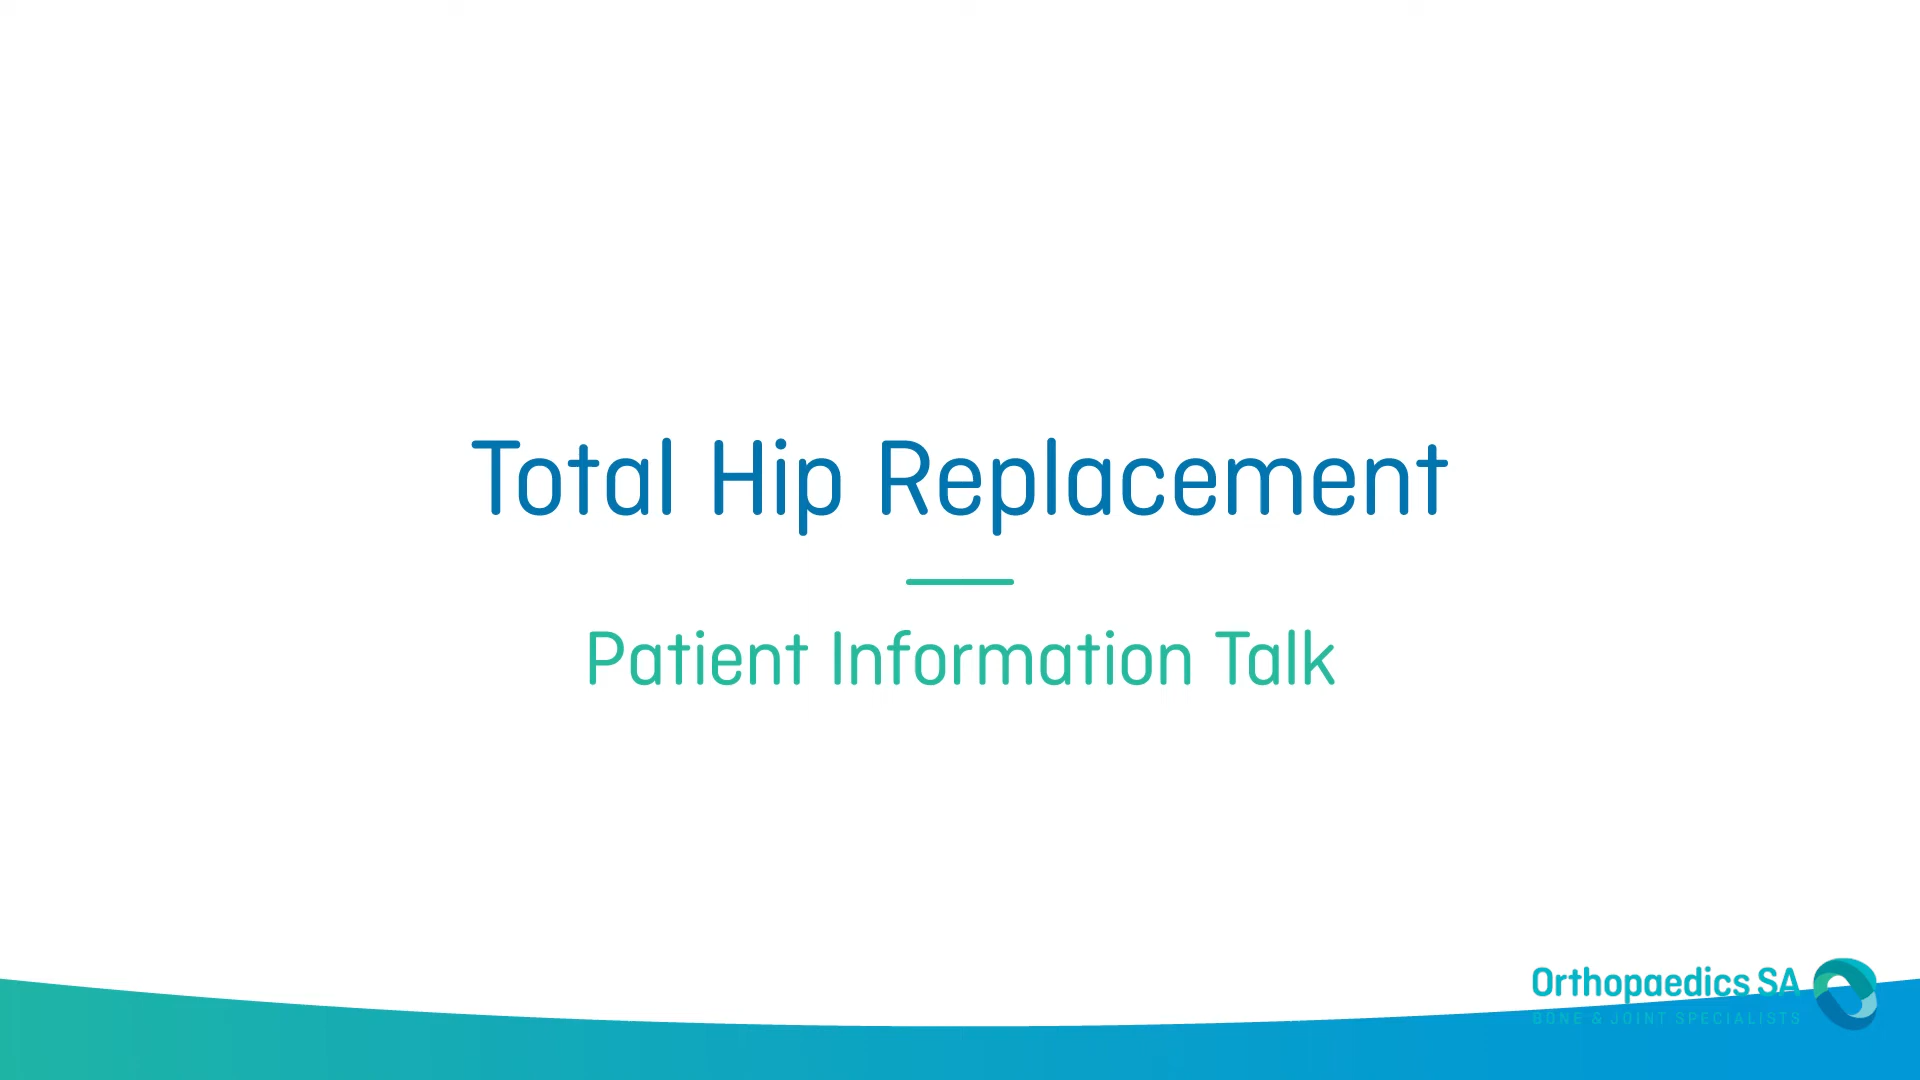 Total Hip Replacement
Patient Information Talk
Orthopaedics SA
BONE & JOINT SPECIALISTS